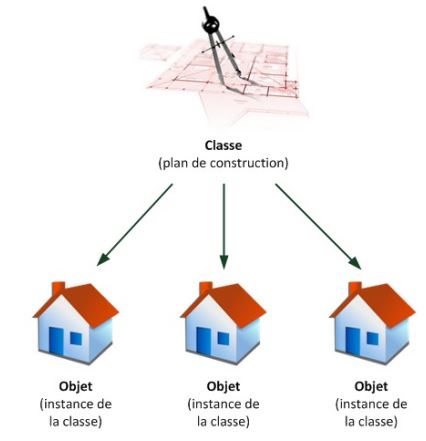 Classe
(plan de construction)
Objet
(instance de
la classe)
Objet
(instance de
la classe)
Objet
(instance de
la classe)